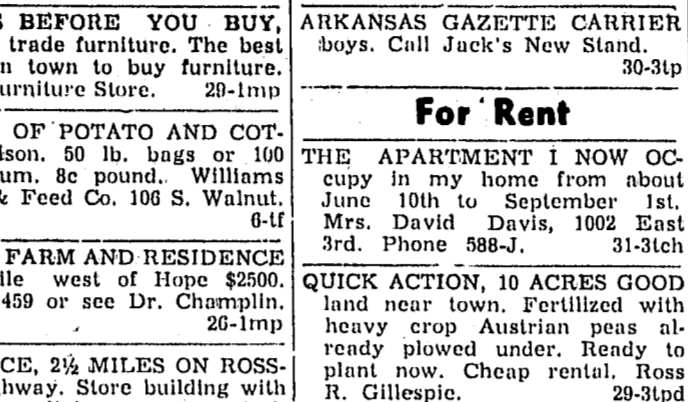 BEFORE YOU BUY,
trade furniture. The best
n town to buy furniture.
urniture Store. 29-1mp
OF POTATO AND COT-
lson. 50 lb. bags or 100
um. 8c pound. Williams
& Feed Co. 106 S. Walnut.
6-tf
FARM AND RESIDENCE
ile west of Hope $2500.
459 or see Dr. Champlin.
26-1mp
CE, 2½ MILES ON ROSS-
hway. Store building with
ARKANSAS GAZETTE CARRIER
boys. Call Jack's New Stand.
30-3tp
For Rent
THE APARTMENT I NOW OC-
cupy in my home from about
June 10th to September 1st.
Mrs. David Davis, 1002 East
3rd. Phone 588-J. 31-3tch
QUICK ACTION, 10 ACRES GOOD
land near town. Fertilized with
heavy crop Austrian peas al-
ready plowed under. Ready to
plant now. Cheap rental. Ross
R. Gillespie. 29-3tpd